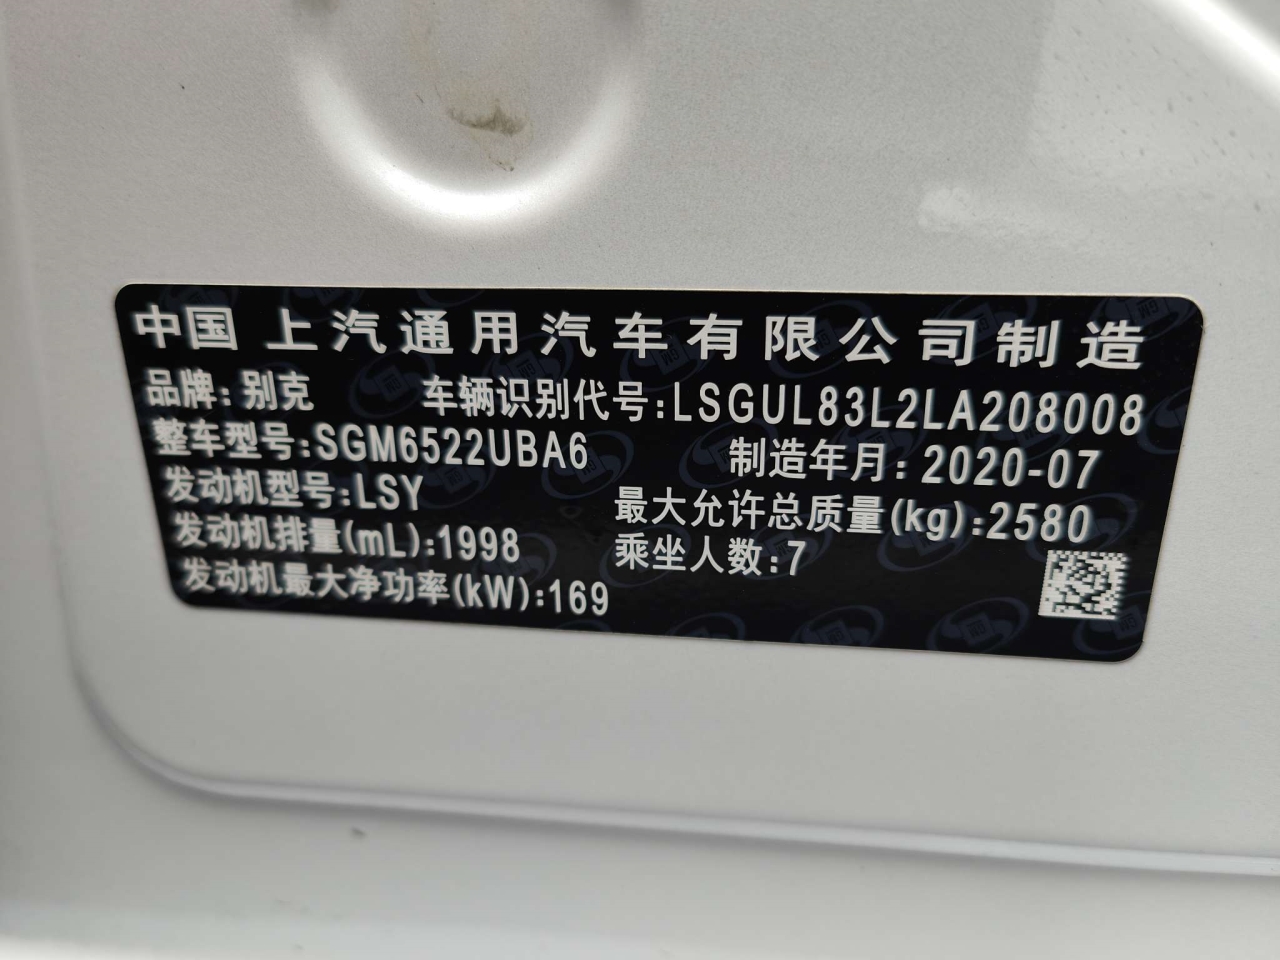 中国 上汽通用汽车有限公司制造
品牌:别克 车辆识别代号:LSGUL83L2LA208008
整车型号:SGM6522UBA6 制造年月:2020-07
发动机型号:LSY 最大允许总质量(kg):2580
发动机排量(mL):1998 乘坐人数:7
发动机最大净功率(kW):169